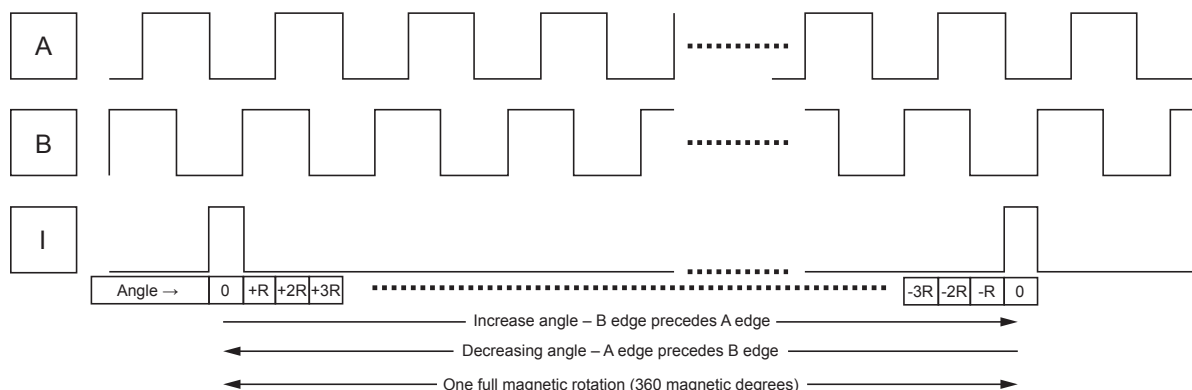 A
B
I
Angle → 0 +R +2R +3R -3R -2R -R 0
Increase angle – B edge precedes A edge
Decreasing angle – A edge precedes B edge
One full magnetic rotation (360 magnetic degrees)